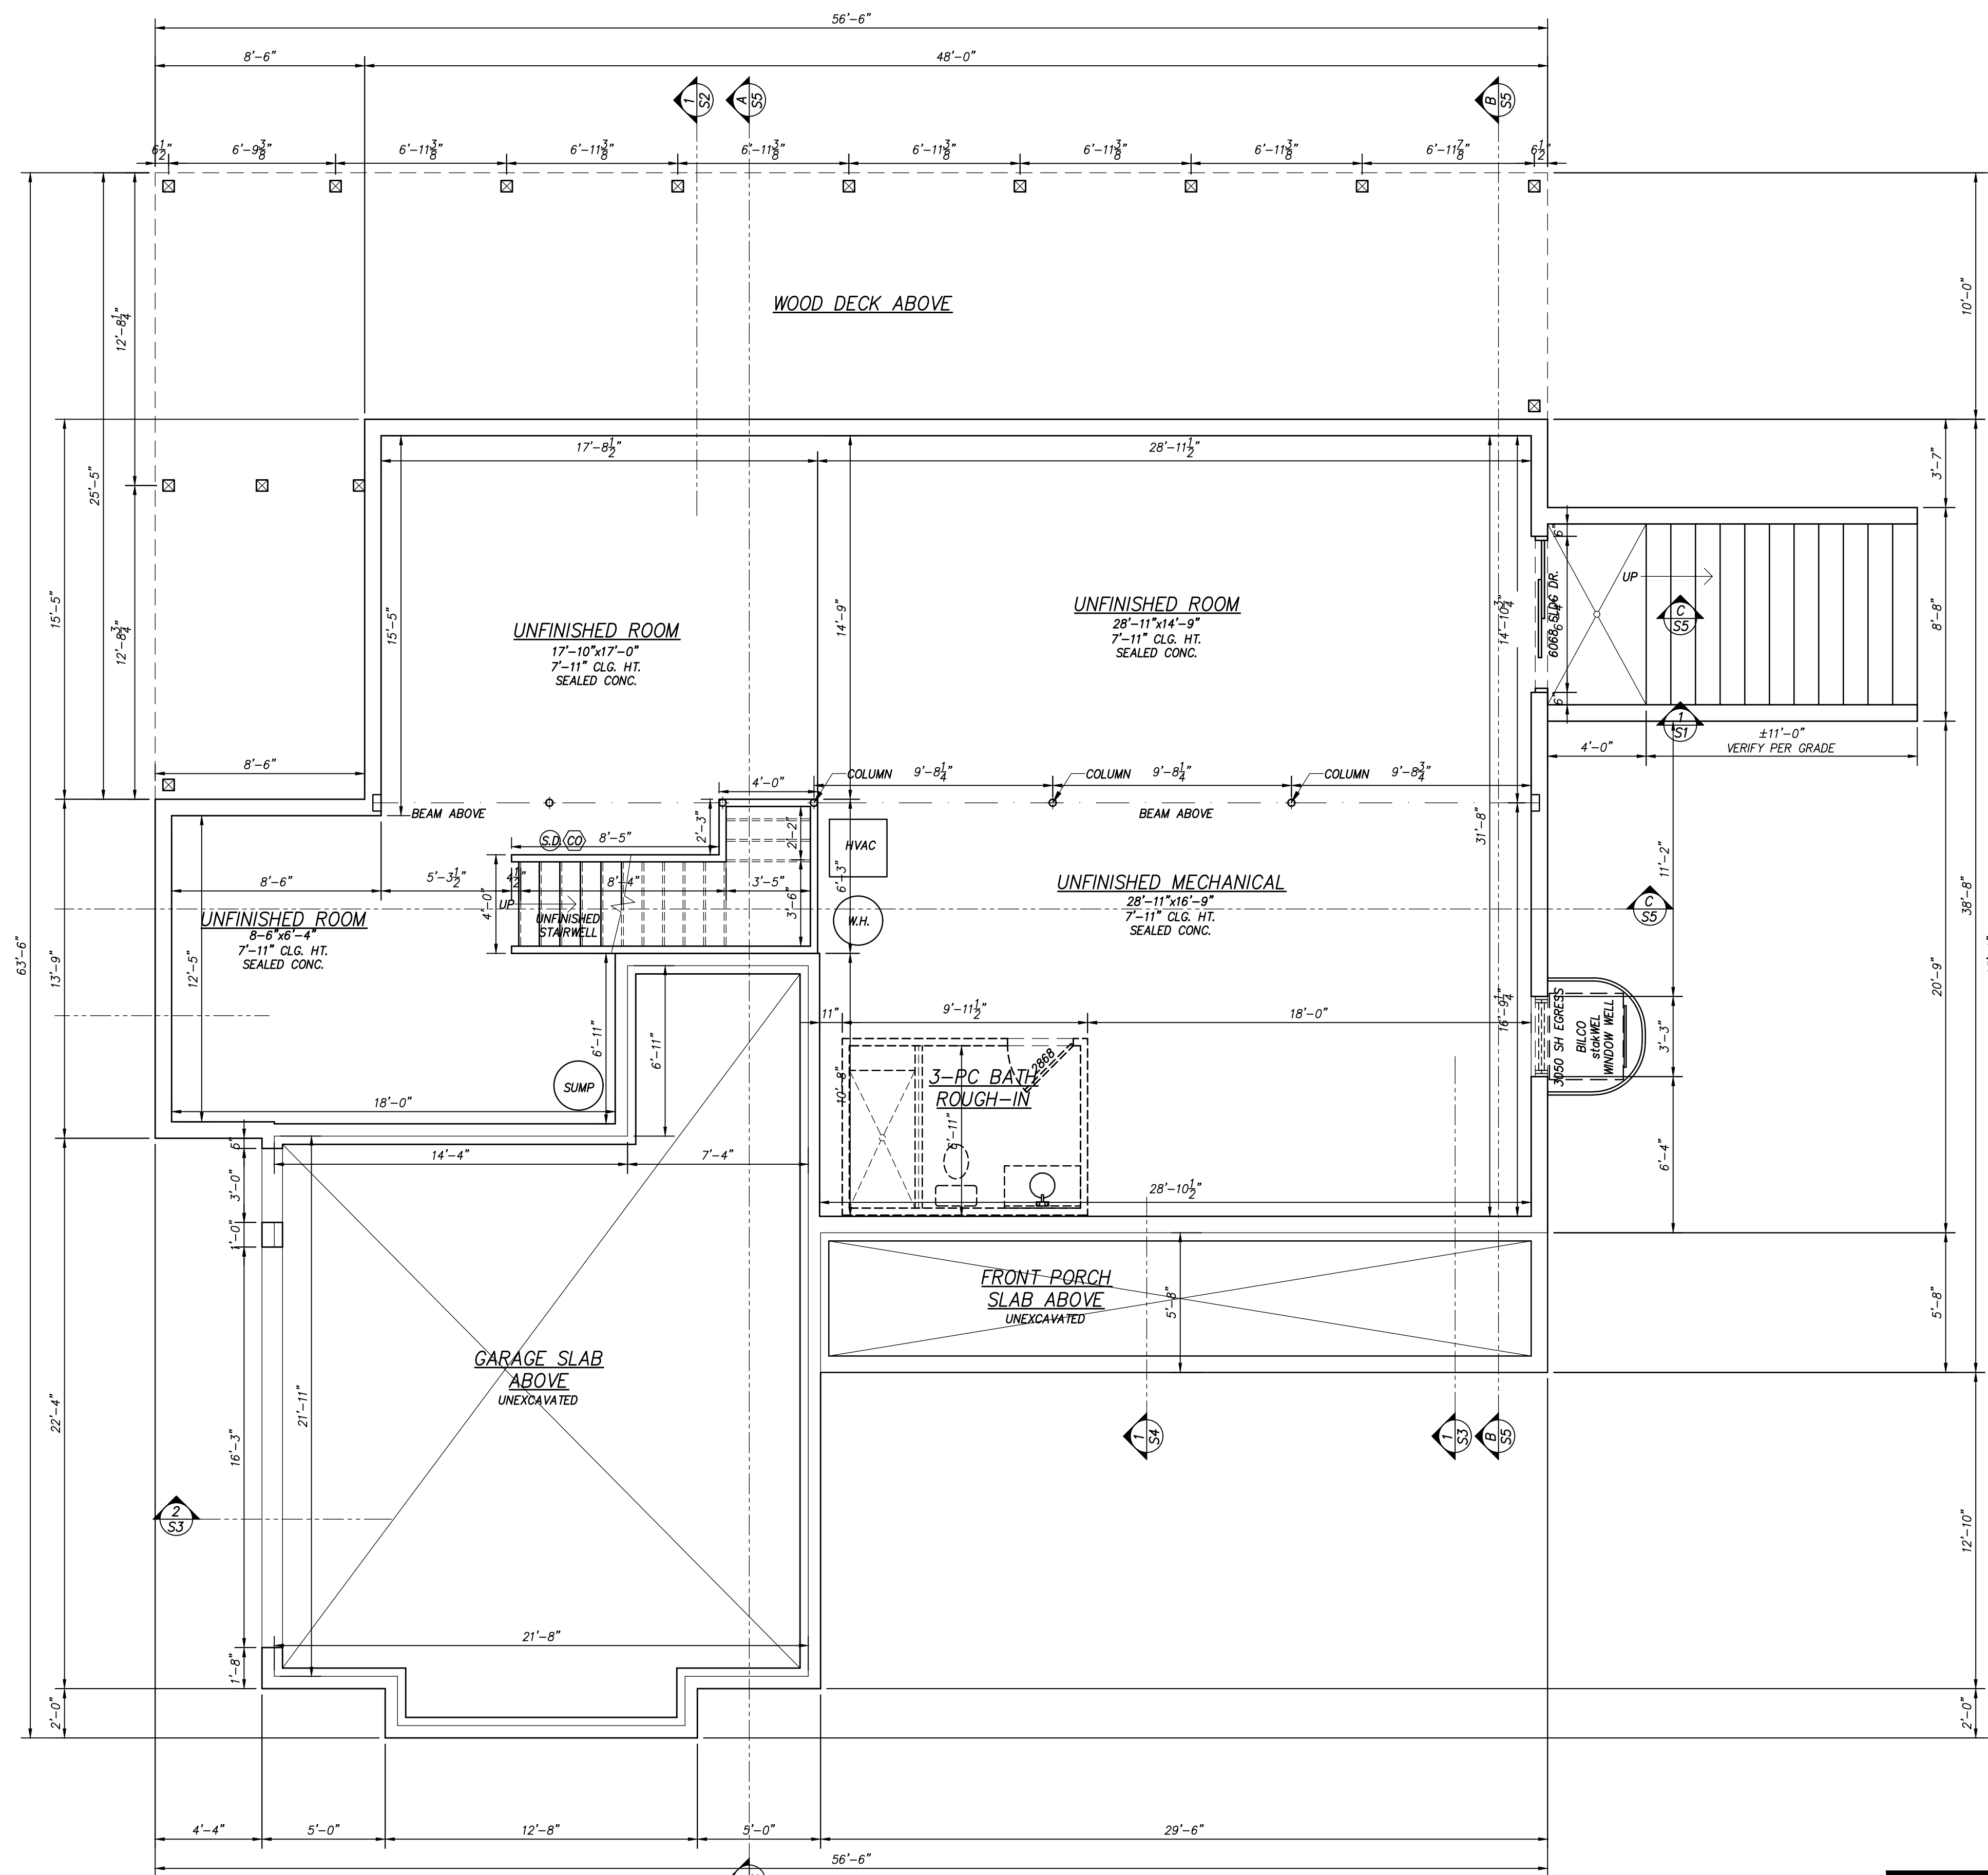 56'-6"
8'-6"
48'-0"
1
S2
A
S5
B
S5
6 1/2"
6'-9 3/8"
6'-11 3/8"
6'-11 3/8"
6'-11 3/8"
6'-11 3/8"
6'-11 3/8"
6'-11 3/8"
6'-11 7/8"
6 1/2"
WOOD DECK ABOVE
10'-0"
12'-8 1/4"
25'-5"
12'-8 3/4"
15'-5"
63'-6"
13'-9"
22'-4"
2'-0"
17'-8 1/2"
28'-11 1/2"
3'-7"
15'-5"
14'-9"
14'-10 3/4"
UNFINISHED ROOM
17'-10"x17'-0"
7'-11" CLG. HT.
SEALED CONC.
UNFINISHED ROOM
28'-11"x14'-9"
7'-11" CLG. HT.
SEALED CONC.
6"
6068 SLDG DR.
6'-4"
6"
UP
C
S5
8'-8"
1
S1
4'-0"
±11'-0"
VERIFY PER GRADE
8'-6"
4'-0"
COLUMN
9'-8 1/4"
COLUMN
9'-8 1/4"
COLUMN
9'-8 3/4"
BEAM ABOVE
BEAM ABOVE
S.D.
CO
8'-5"
2'-3"
2'-2"
HVAC
31'-8"
6'-3"
11'-2"
38'-8"
8'-6"
5'-3 1/2"
4 1/2"
8'-4"
3'-5"
3'-6"
4'-0"
UP
UNFINISHED
STAIRWELL
W.H.
UNFINISHED MECHANICAL
28'-11"x16'-9"
7'-11" CLG. HT.
SEALED CONC.
C
S5
UNFINISHED ROOM
8-6"x6'-4"
7'-11" CLG. HT.
SEALED CONC.
12'-5"
20'-9"
11"
9'-11 1/2"
18'-0"
16'-9 1/4"
3050 SH EGRESS
BILCO
stakWEL
WINDOW WELL
3'-3"
6'-11"
6'-11"
SUMP
18'-0"
10'-8"
2868
3-PC BATH
ROUGH-IN
6'-11"
6'-4"
14'-4"
7'-4"
28'-10 1/2"
3'-0"
1'-0"
FRONT PORCH
SLAB ABOVE
UNEXCAVATED
5'-8"
5'-8"
GARAGE SLAB
ABOVE
UNEXCAVATED
21'-11"
16'-3"
1
S4
1
S3
B
S5
2
S3
12'-10"
21'-8"
1'-8"
2'-0"
4'-4"
5'-0"
12'-8"
5'-0"
29'-6"
56'-6"